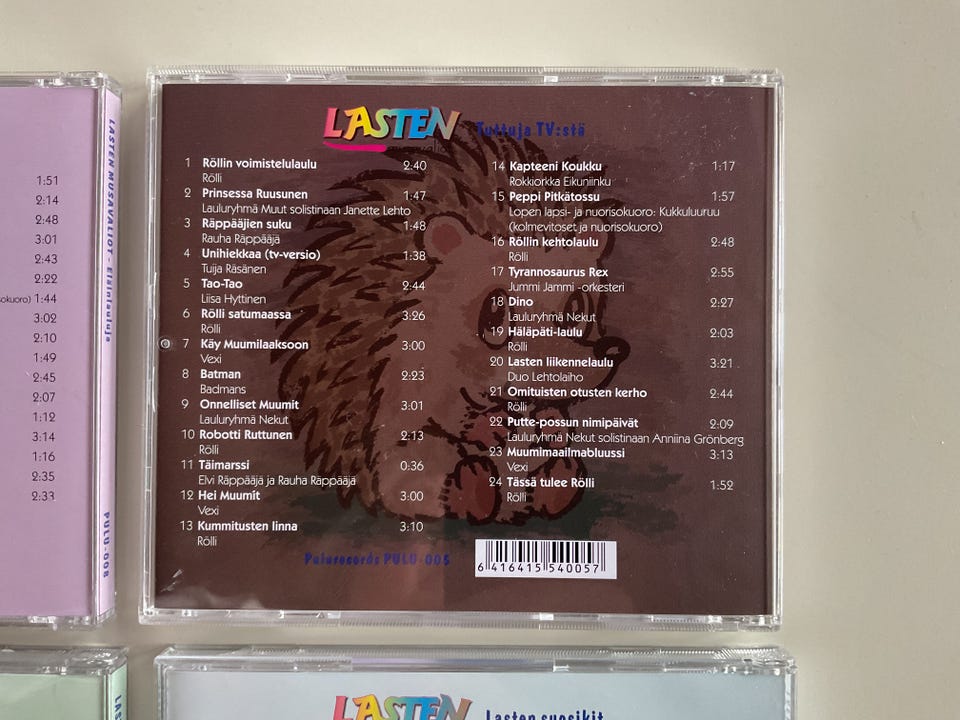 LASTEN MUSAVALIOT - Eläinlauluja
PULU-008
1:51
2:14
2:48
3:01
2:43
2:22
sokuoro) 1:44
3:02
2:10
1:49
2:45
2:07
1:12
3:14
1:16
2:35
2:33
LASTEN Tuttuja TV:stä
1 Röllin voimistelulaulu 2:40
Rölli
2 Prinsessa Ruusunen 1:47
Lauluryhmä Muut solistinaan Janette Lehto
3 Räppääjien suku 1:48
Rauha Räppääjä
4 Unihiekkaa (tv-versio) 1:38
Tuija Räsänen
5 Tao-Tao 2:44
Liisa Hyttinen
6 Rölli satumaassa 3:26
Rölli
7 Käy Muumilaaksoon 3:00
Vexi
8 Batman 2:23
Badmans
9 Onnelliset Muumit 3:01
Lauluryhmä Nekut
10 Robotti Ruttunen 2:13
Rölli
11 Täimarssi 0:36
Elvi Räppääjä ja Rauha Räppääjä
12 Hei Muumit 3:00
Vexi
13 Kummitusten linna 3:10
Rölli
14 Kapteeni Koukku 1:17
Rokkiorkka Eikuniinku
15 Peppi Pitkätossu 1:57
Lopen lapsi- ja nuorisokuoro: Kukkuluuruu
(kolmevitoset ja nuorisokuoro)
16 Röllin kehtolaulu 2:48
Rölli
17 Tyrannosaurus Rex 2:55
Jummi Jammi -orkesteri
18 Dino 2:27
Lauluryhmä Nekut
19 Häläpäti-laulu 2:03
Rölli
20 Lasten liikennelaulu 3:21
Duo Lehtolaiho
21 Omituisten otusten kerho 2:44
Rölli
22 Putte-possun nimipäivät 2:09
Lauluryhmä Nekut solistinaan Anniina Grönberg
23 Muumimaailmabluussi 3:13
Vexi
24 Tässä tulee Rölli 1:52
Rölli
Pulurecords PULU-005
6 416415 540057
LASTEN Lasten suosikit
LAS